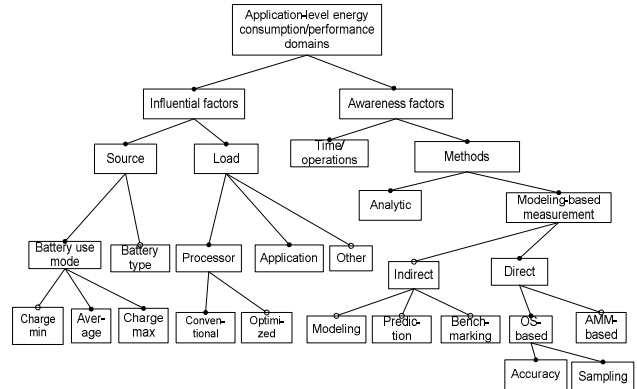 Application-level energy
consumption/performance
domains
Influential factors
Awareness factors
Source
Load
Time/
operations
Methods
Analytic
Modeling-based
measurement
Battery use
mode
Battery
type
Processor
Application
Other
Indirect
Direct
Charge
min
Aver-
age
Charge
max
Conven-
tional
Optimi-
zed
Modeling
Predic-
tion
Bench-
marking
OS-
based
AMM-
based
Accuracy
Sampling